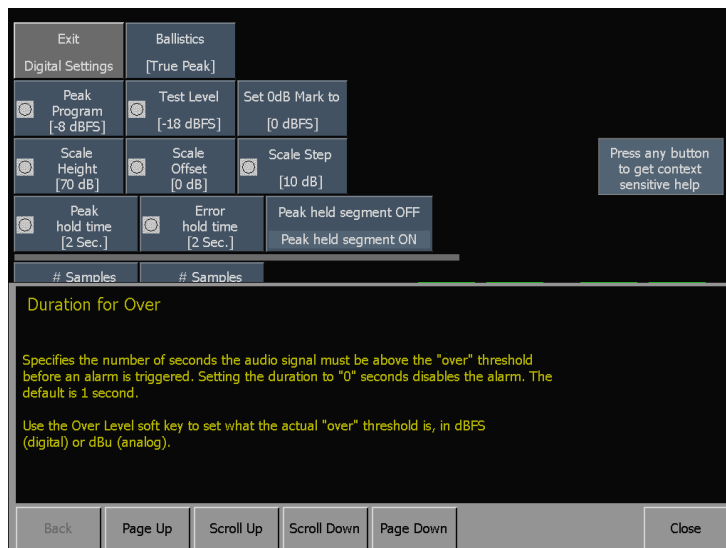 Exit
Digital Settings
Ballistics
[True Peak]
Peak
Program
[-8 dBFS]
Test Level
[-18 dBFS]
Set 0dB Mark to
[0 dBFS]
Scale
Height
[70 dB]
Scale
Offset
[0 dB]
Scale Step
[10 dB]
Press any button
to get context
sensitive help
Peak
hold time
[2 Sec.]
Error
hold time
[2 Sec.]
Peak held segment OFF
Peak held segment ON
# Samples
# Samples
Duration for Over
Specifies the number of seconds the audio signal must be above the "over" threshold
before an alarm is triggered. Setting the duration to "0" seconds disables the alarm. The
default is 1 second.
Use the Over Level soft key to set what the actual "over" threshold is, in dBFS
(digital) or dBu (analog).
Back
Page Up
Scroll Up
Scroll Down
Page Down
Close